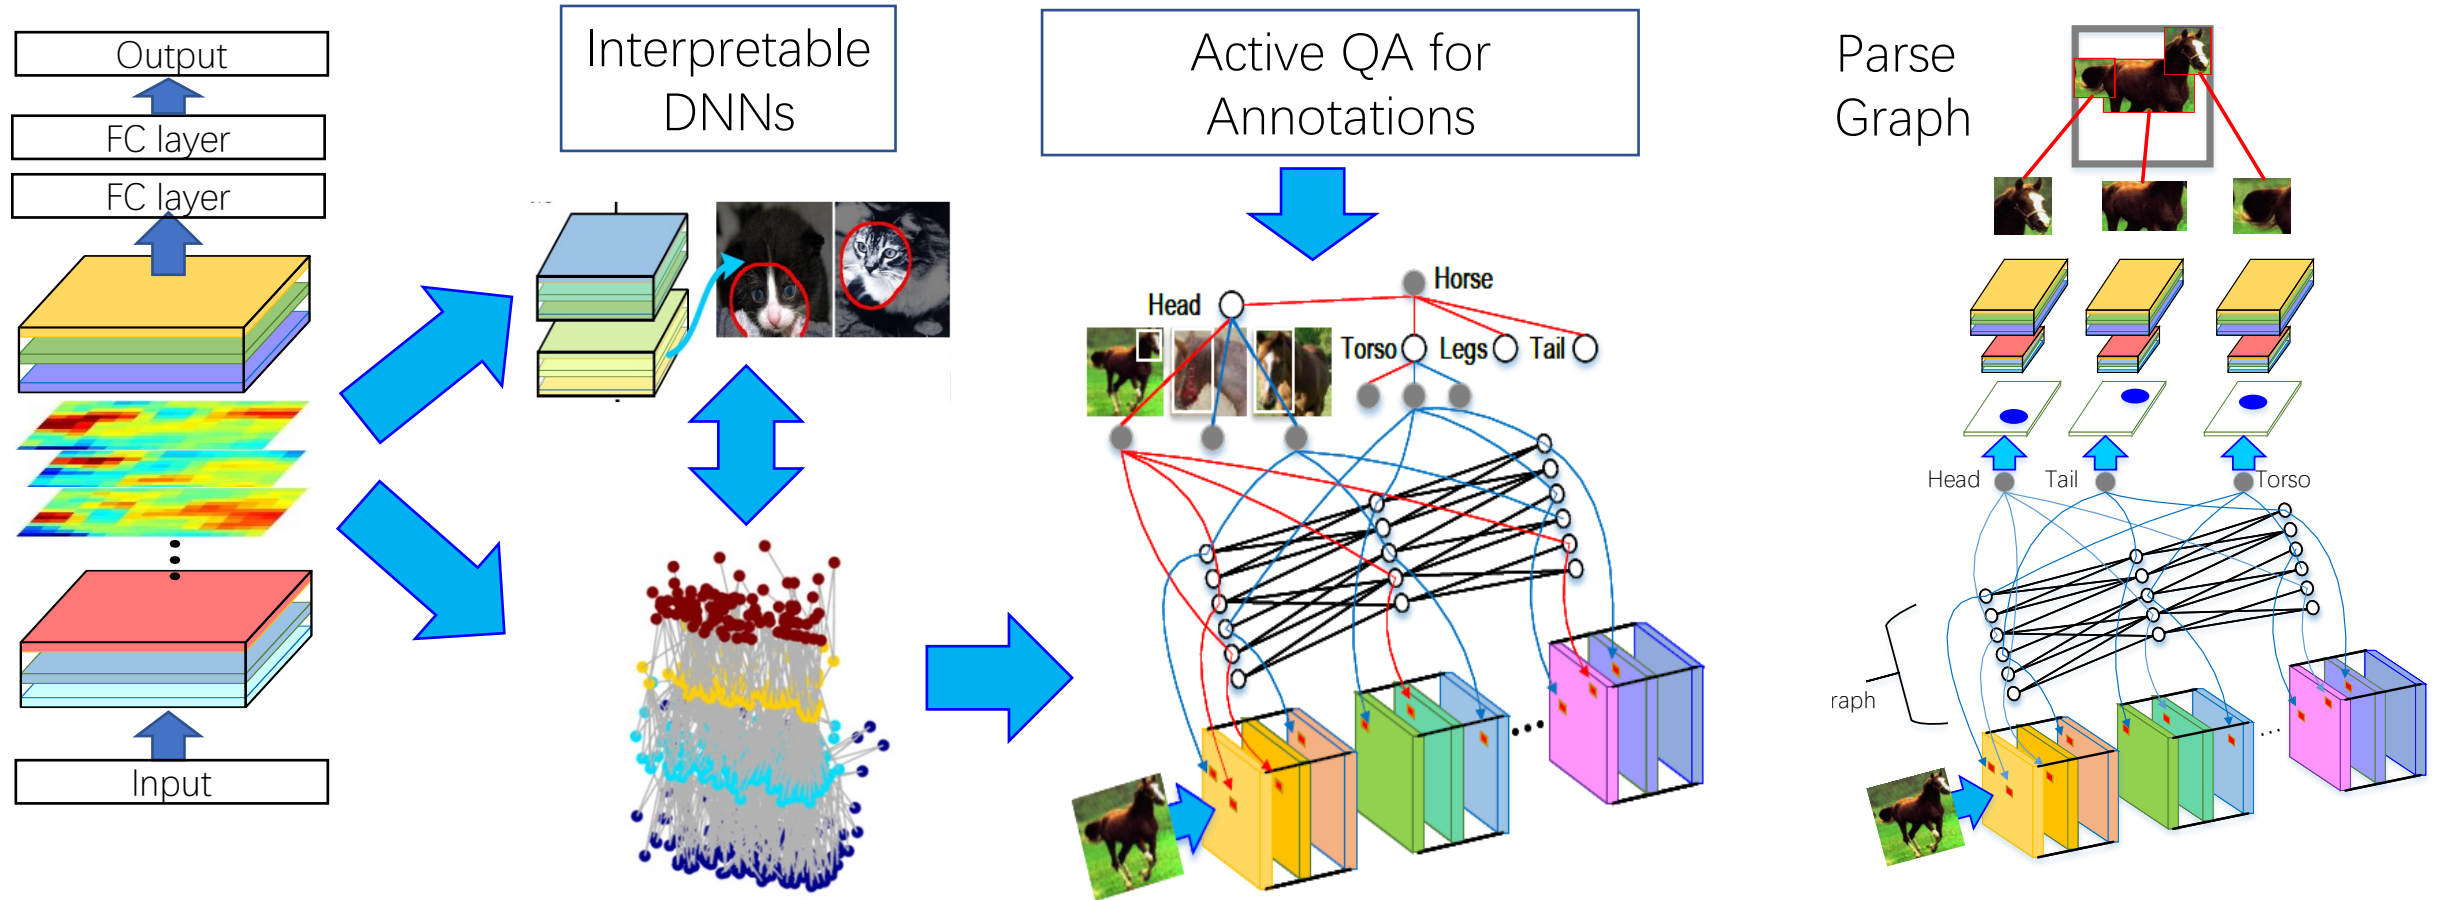 Output
FC layer
FC layer
Input
Interpretable
DNNs
Active QA for
Annotations
Horse
Head
Torso
Legs
Tail
Parse
Graph
Head
Tail
Torso
raph